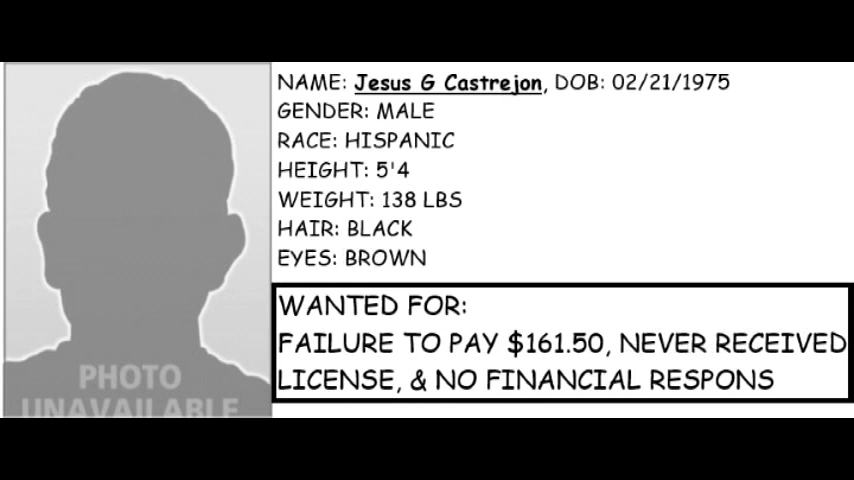 NAME: Jesus G Castrejon, DOB: 02/21/1975
GENDER: MALE
RACE: HISPANIC
HEIGHT: 5'4
WEIGHT: 138 LBS
HAIR: BLACK
EYES: BROWN
WANTED FOR:
FAILURE TO PAY $161.50, NEVER RECEIVED
LICENSE, & NO FINANCIAL RESPONS
PHOTO
UNAVAILABLE